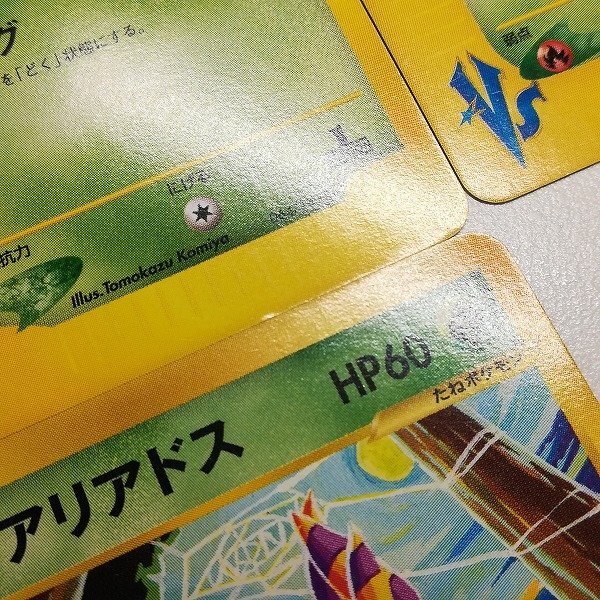 グ
を「どく」状態にする。
弱点
Vs
にげる
抗力
Illus.Tomokazu Komiya
HP60
たねポケモン
アリアドス